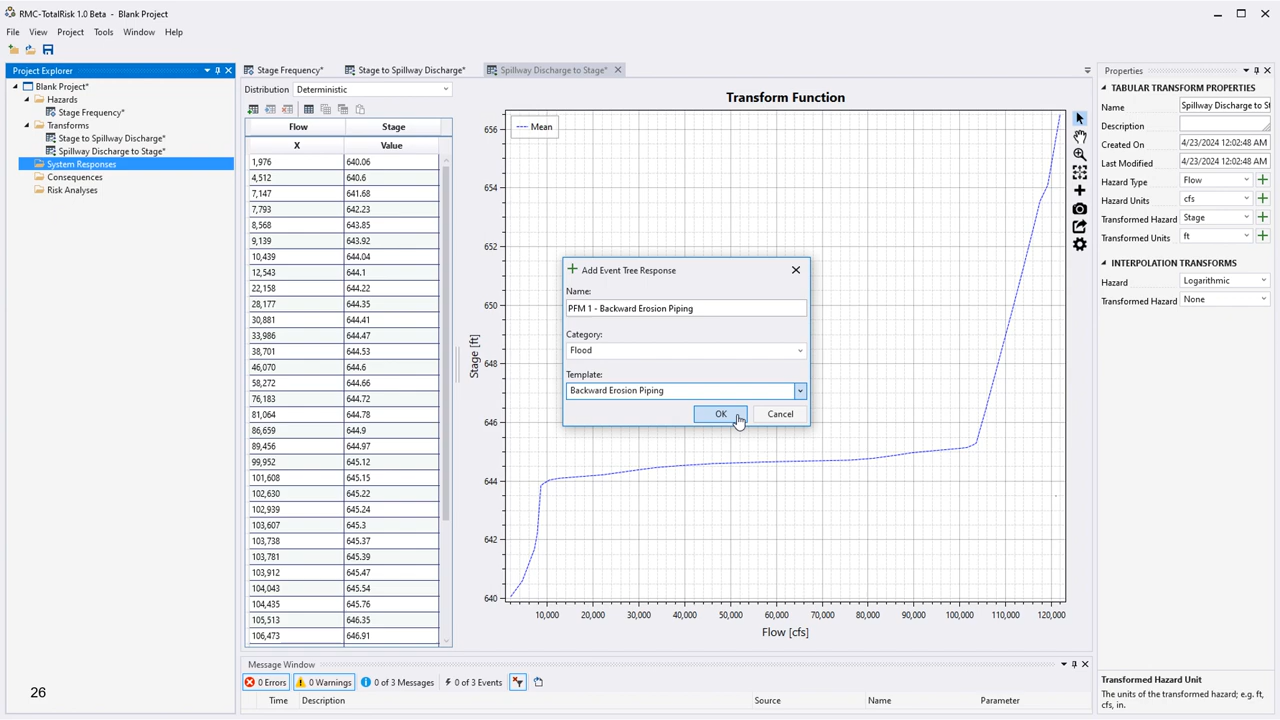 RMC-TotalRisk 1.0 Beta - Blank Project
File View Project Tools Window Help
Project Explorer
Blank Project*
Hazards
Stage Frequency*
Transforms
Stage to Spillway Discharge*
Spillway Discharge to Stage*
System Responses
Consequences
Risk Analyses
26
Stage Frequency* Stage to Spillway Discharge* Spillway Discharge to Stage*
Distribution Deterministic
Flow Stage
X Value
1,976 640.06
4,512 640.6
7,147 641.68
7,793 642.23
8,568 643.85
9,139 643.92
10,439 644.04
12,543 644.1
22,158 644.22
28,177 644.35
30,881 644.41
33,986 644.47
38,701 644.53
46,070 644.6
58,272 644.66
76,183 644.72
81,064 644.78
86,659 644.9
89,456 644.97
99,952 645.12
101,608 645.15
102,630 645.22
102,939 645.24
103,607 645.3
103,738 645.37
103,781 645.39
103,912 645.47
104,043 645.54
104,435 645.76
105,513 646.35
106,473 646.91
Transform Function
Mean
Stage [ft]
656
654
652
650
648
646
644
642
640
10,000 20,000 30,000 40,000 50,000 60,000 70,000 80,000 90,000 100,000 110,000 120,000
Flow [cfs]
Add Event Tree Response
Name:
PFM 1 - Backward Erosion Piping
Category:
Flood
Template:
Backward Erosion Piping
OK Cancel
Message Window
0 Errors 0 Warnings 0 of 3 Messages 0 of 3 Events
Time Description Source Name Parameter
Properties
TABULAR TRANSFORM PROPERTIES
Name Spillway Discharge to St
Description
Created On 4/23/2024 12:02:48 AM
Last Modified 4/23/2024 12:02:48 AM
Hazard Type Flow
Hazard Units cfs
Transformed Hazard Stage
Transformed Units ft
INTERPOLATION TRANSFORMS
Hazard Logarithmic
Transformed Hazard None
Transformed Hazard Unit
The units of the transformed hazard; e.g. ft,
cfs, in.